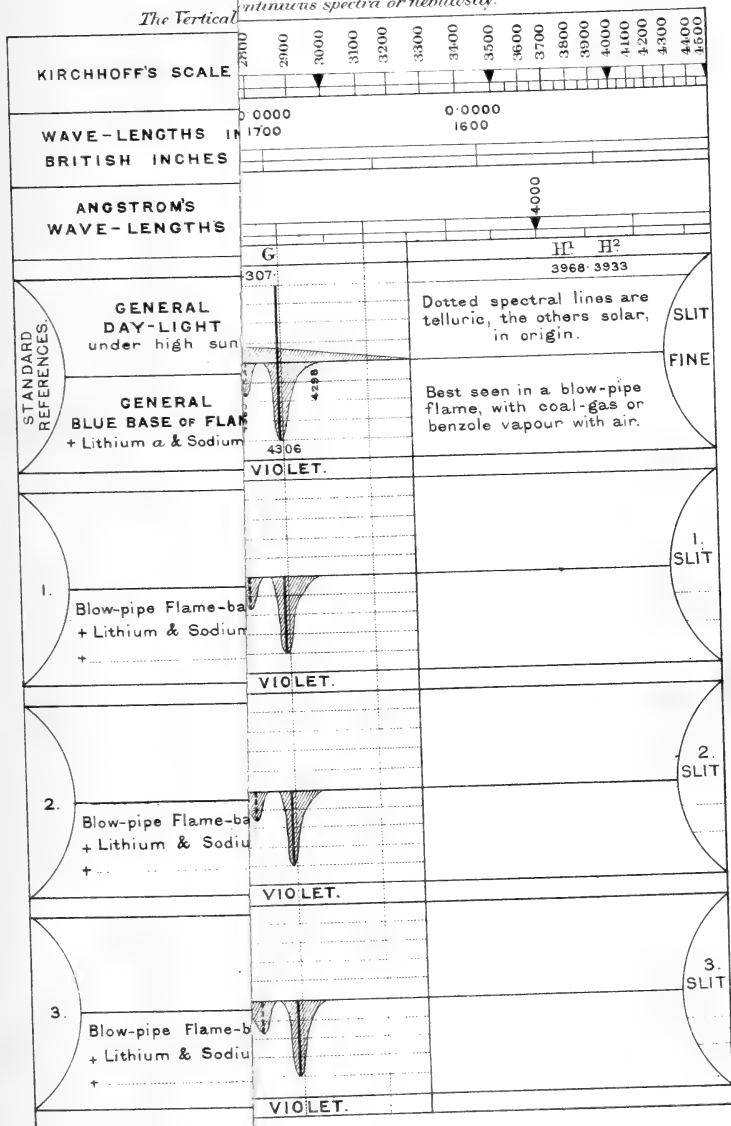 The Vertical
ontinuous spectra or nebulosity.
KIRCHHOFF'S SCALE
2900 3000 3100 3200 3300 3400 3500 3600 3700 3800 3900 4000 4100 4200 4300 4400 4500
WAVE-LENGTHS IN
BRITISH INCHES
0·0000
1700
0·0000
1600
ANGSTROM'S
WAVE-LENGTHS
4000
G H¹ H²
307·
3968· 3933
STANDARD
REFERENCES.
GENERAL
DAY-LIGHT
under high sun
Dotted spectral lines are
telluric, the others solar,
in origin.
SLIT
FINE
GENERAL
BLUE BASE OF FLAM
+ Lithium α & Sodium
4298
4306
Best seen in a blow-pipe
flame, with coal-gas or
benzole vapour with air.
VIOLET.
1.
Blow-pipe Flame-ba
+ Lithium & Sodium
+
1.
SLIT
VIOLET.
2.
Blow-pipe Flame-ba
+ Lithium & Sodiu
+
2.
SLIT
VIOLET.
3.
Blow-pipe Flame-b
+ Lithium & Sodiu
+
3.
SLIT
VIOLET.